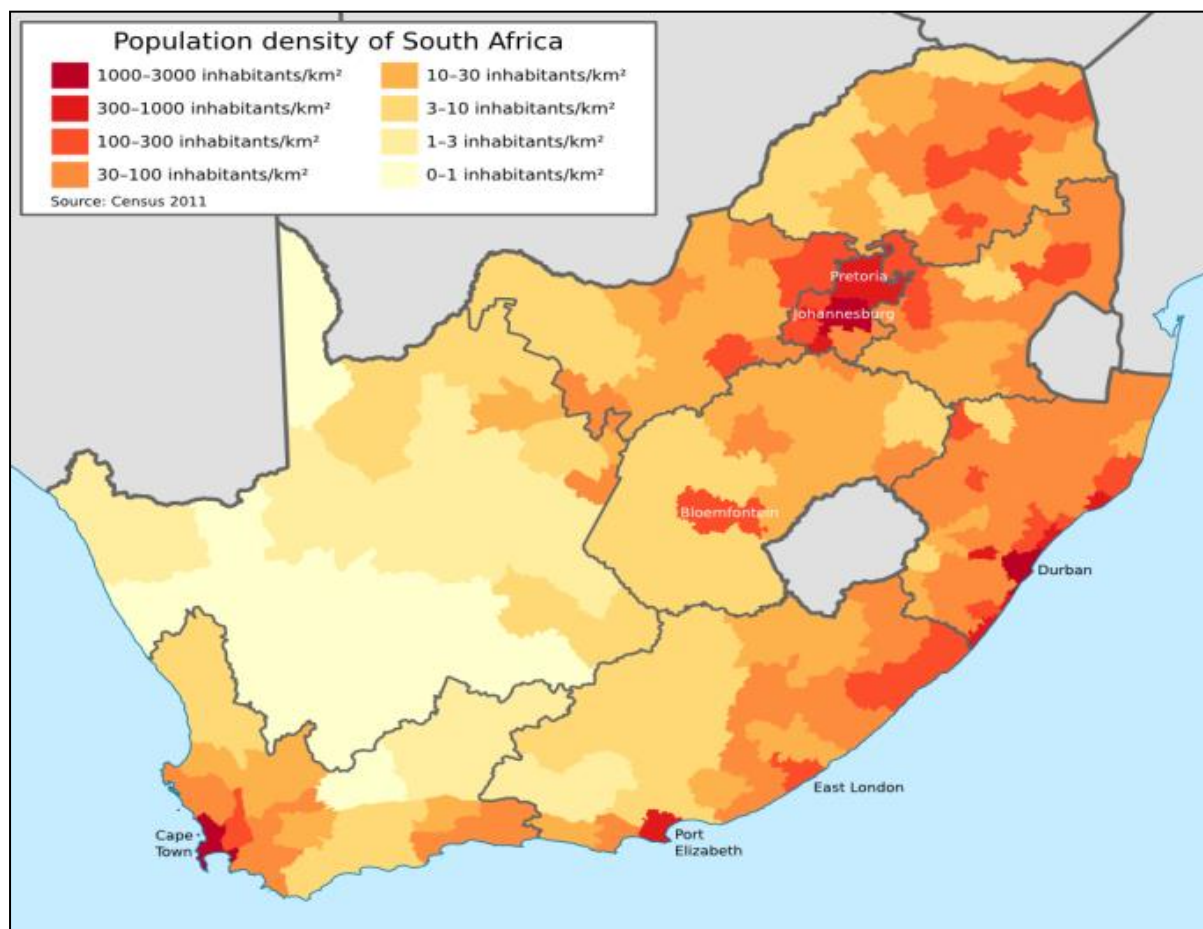 Population density of South Africa
1000–3000 inhabitants/km²
300–1000 inhabitants/km²
100–300 inhabitants/km²
30–100 inhabitants/km²
10–30 inhabitants/km²
3–10 inhabitants/km²
1–3 inhabitants/km²
0–1 inhabitants/km²
Source: Census 2011
Pretoria
Johannesburg
Bloemfontein
Durban
East London
Cape
Town
Port
Elizabeth